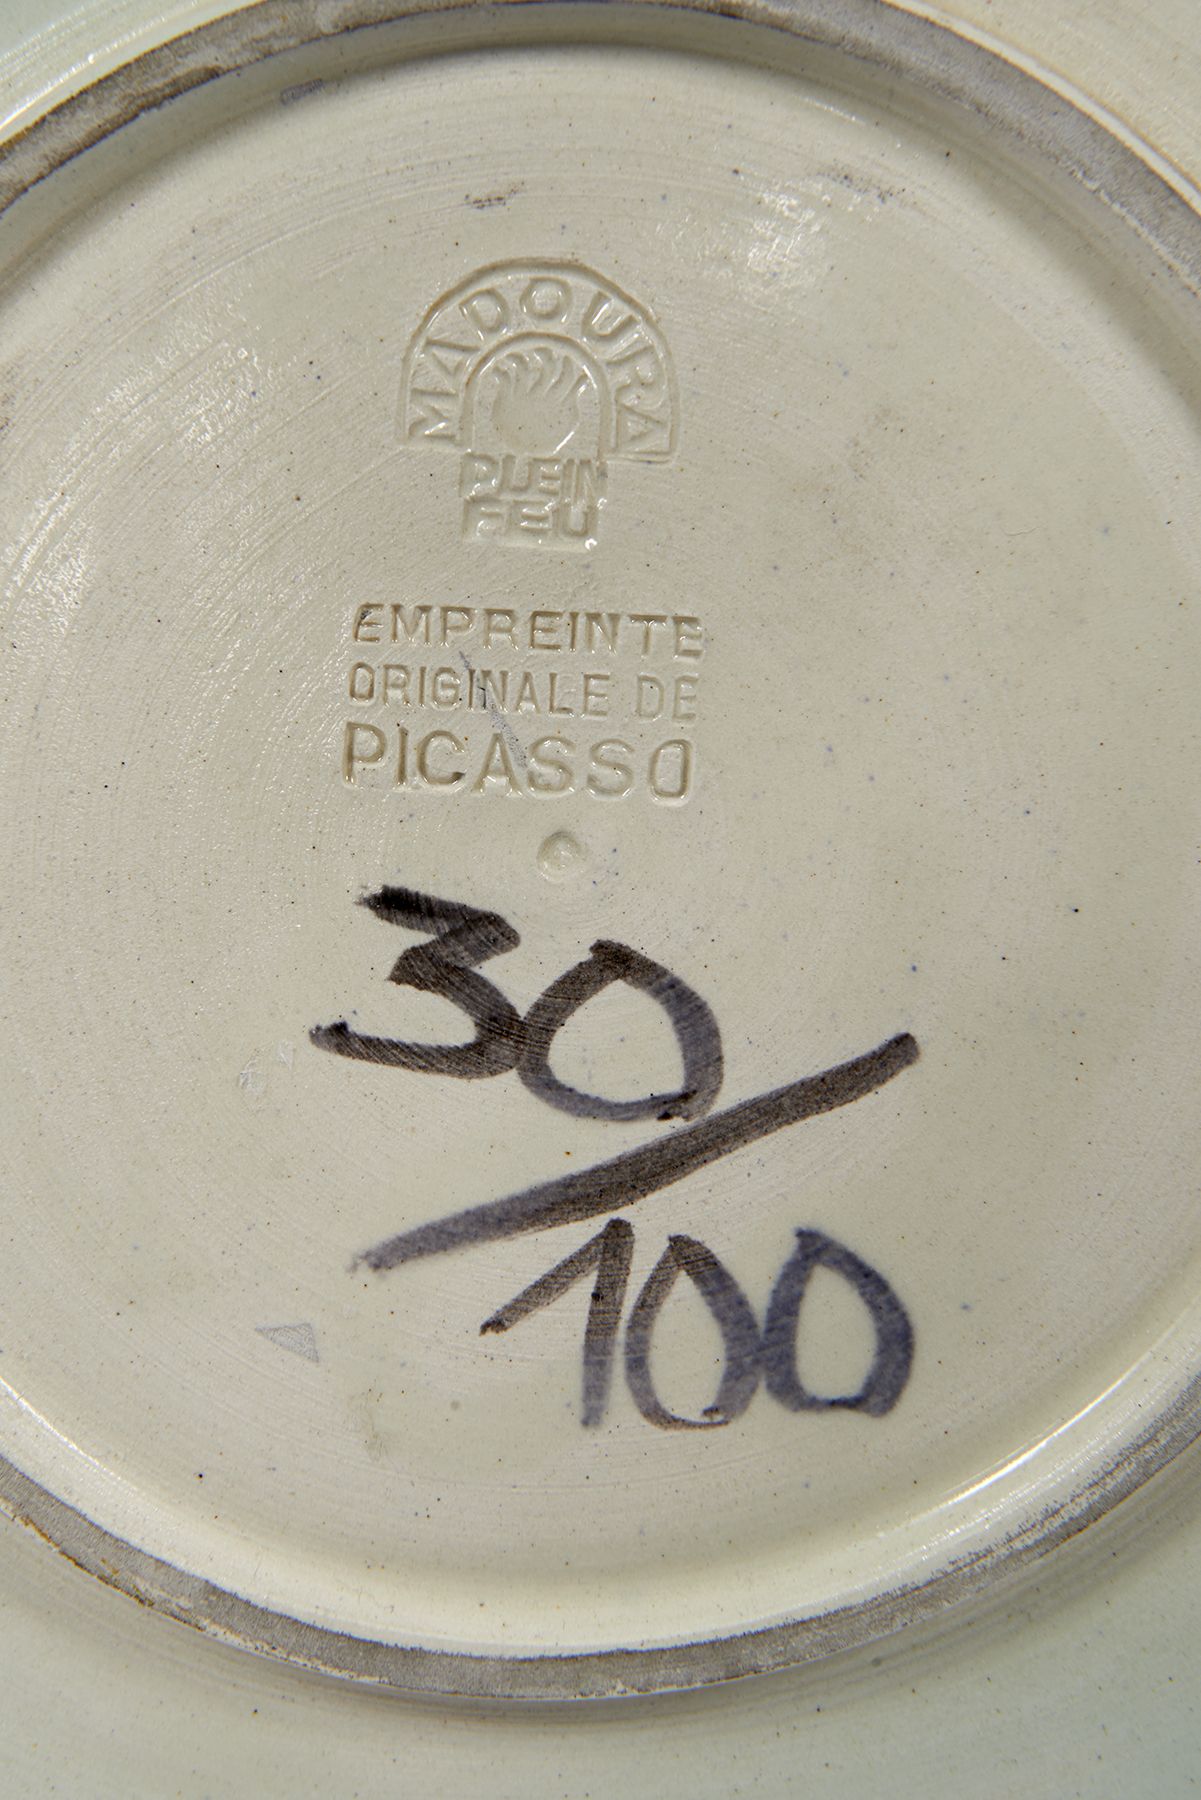 MADOURA
PLEIN
FEU
EMPREINTE
ORIGINALE DE
PICASSO
30
/
100